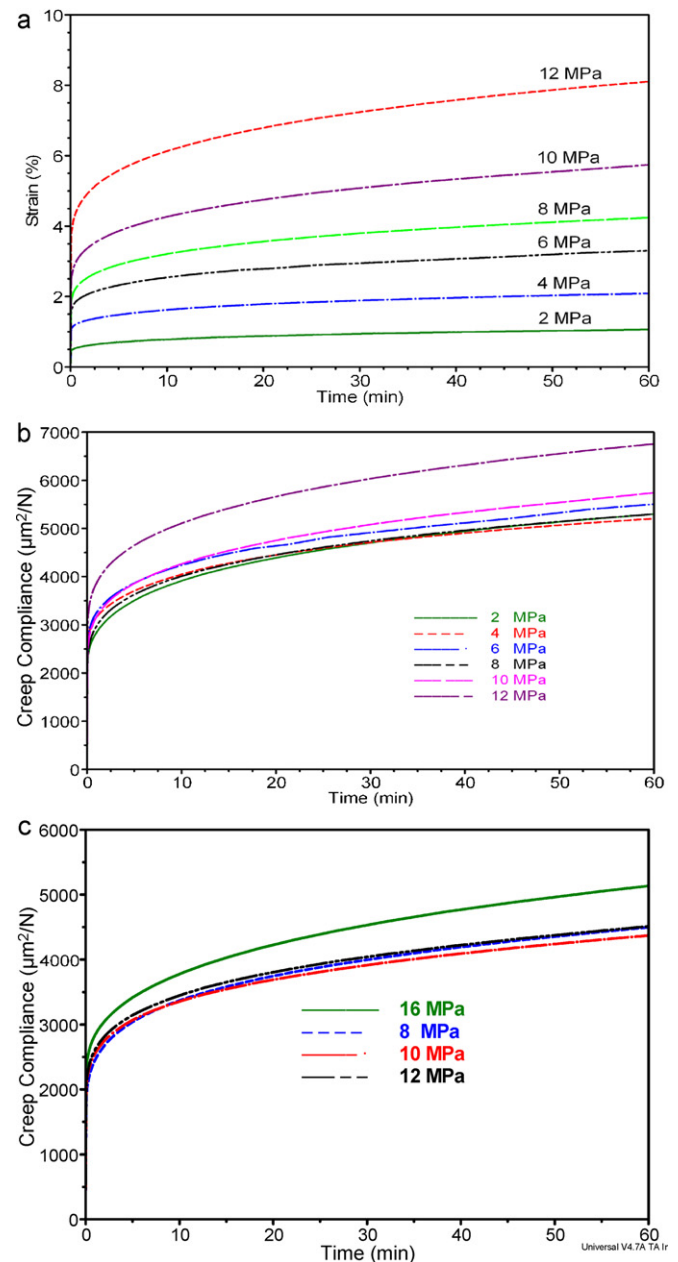 a
10
8
6
4
2
0
Strain (%)
12 MPa
10 MPa
8 MPa
6 MPa
4 MPa
2 MPa
0 10 20 30 40 50 60
Time (min)
b
7000
6000
5000
4000
3000
2000
1000
0
Creep Compliance (µm²/N)
2 MPa
4 MPa
6 MPa
8 MPa
10 MPa
12 MPa
0 10 20 30 40 50 60
Time (min)
c
6000
5000
4000
3000
2000
1000
0
Creep Compliance (µm²/N)
16 MPa
8 MPa
10 MPa
12 MPa
0 10 20 30 40 50 60
Time (min)
Universal V4.7A TA Ir